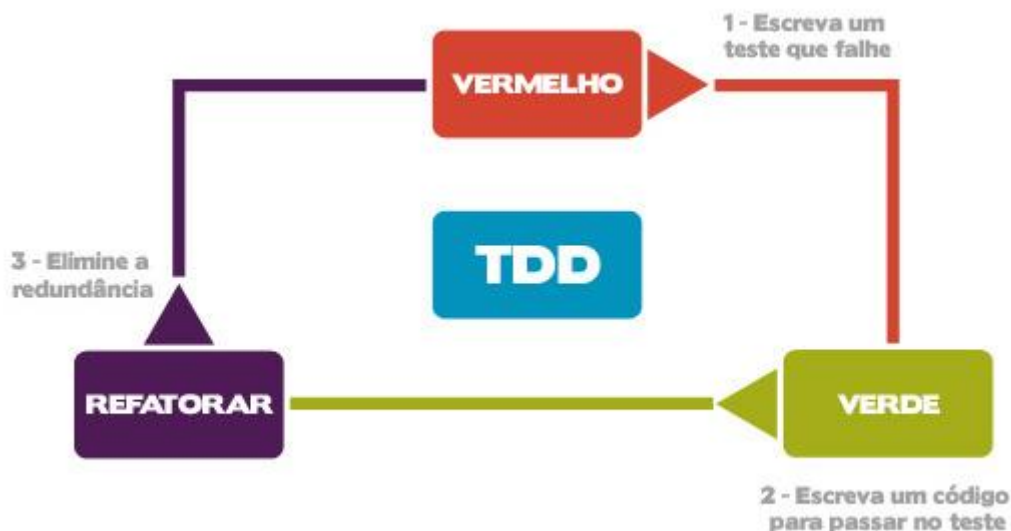 1 - Escreva um
teste que falhe
VERMELHO
TDD
3 - Elimine a
redundância
REFATORAR
VERDE
2 - Escreva um código
para passar no teste